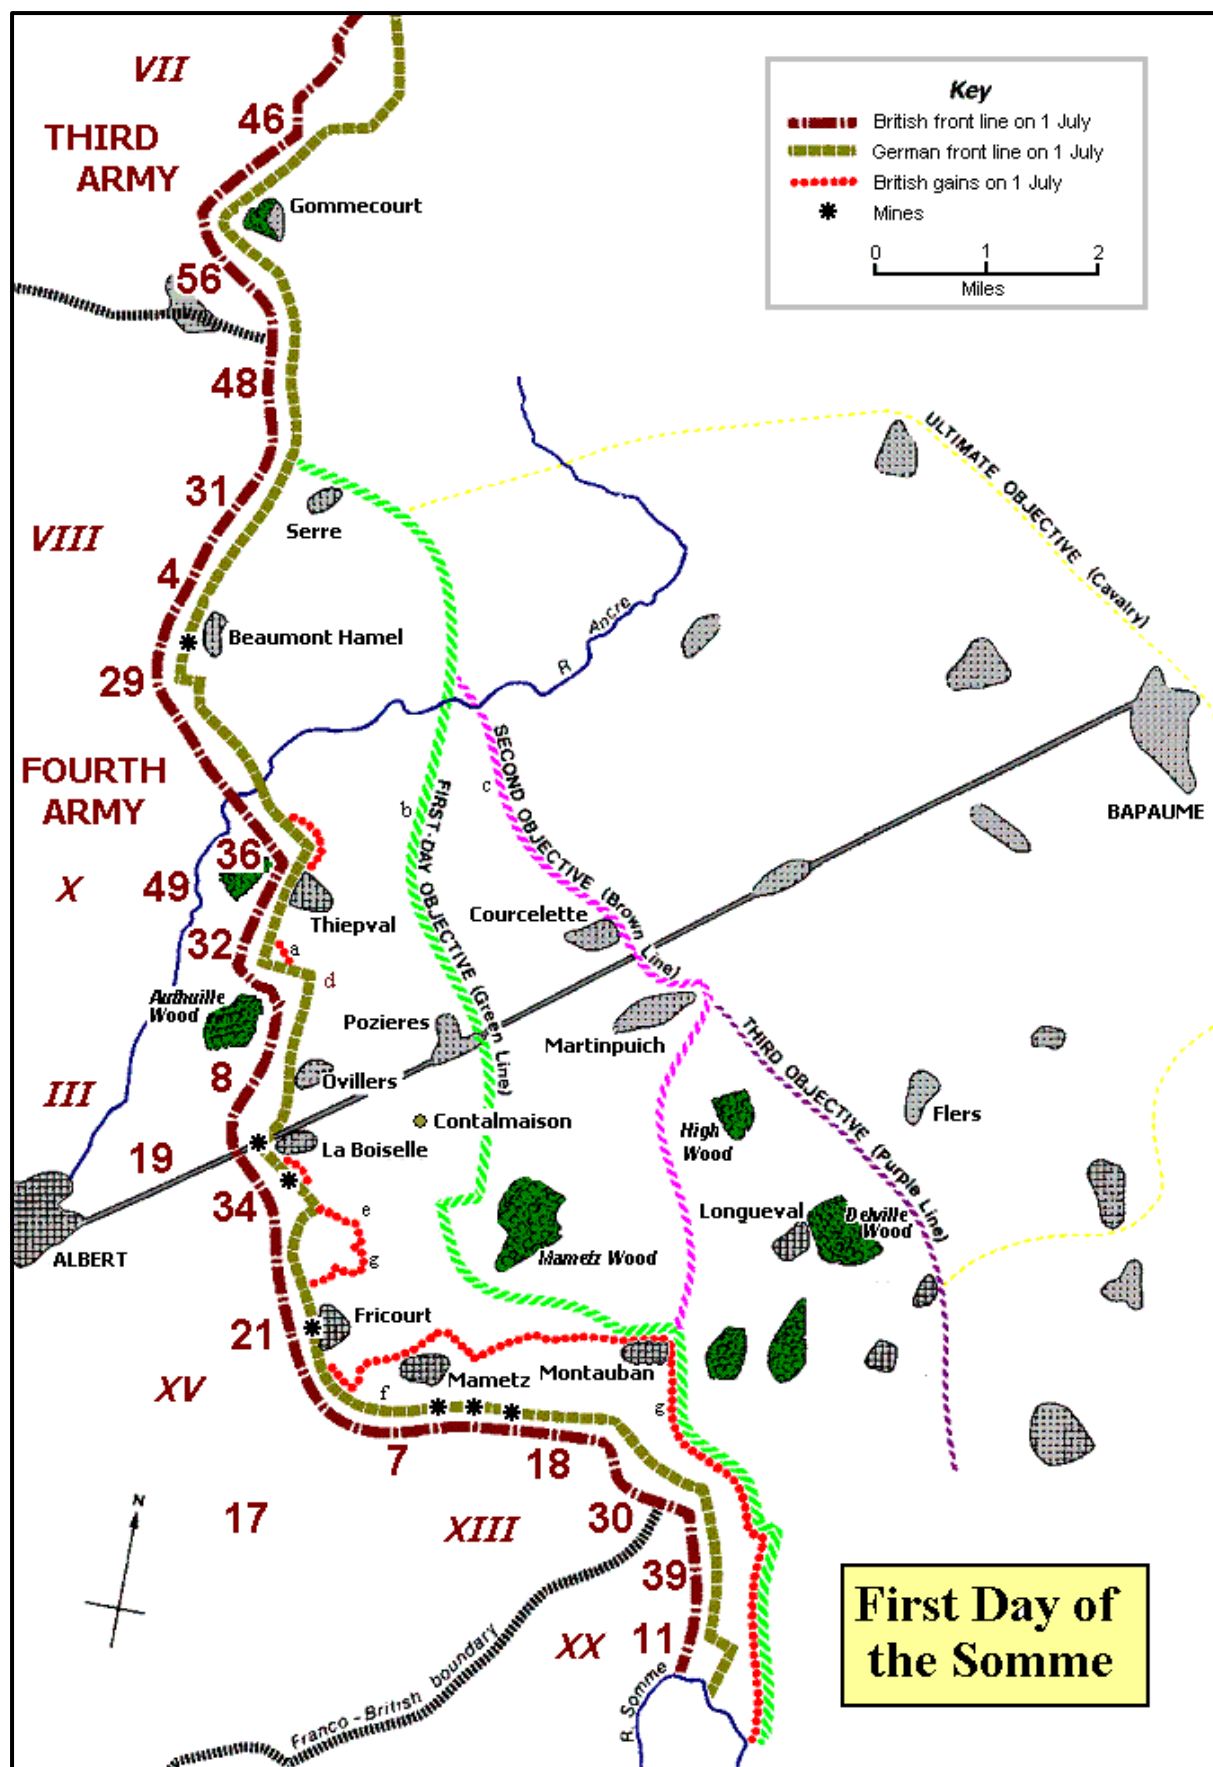 VII
THIRD
ARMY
46
Key
British front line on 1 July
German front line on 1 July
British gains on 1 July
Mines
0 1 2
Miles
Gommecourt
56
48
31
VIII
Serre
4
Beaumont Hamel
29
R Ancre
ULTIMATE OBJECTIVE (Cavalry)
FOURTH
ARMY
BAPAUME
b
FIRST-DAY OBJECTIVE (Green Line)
c
SECOND OBJECTIVE (Brown Line)
36
X
49
Thiepval
Courcelette
32
a
d
Authuille
Wood
Pozieres
Martinpuich
THIRD OBJECTIVE (Purple Line)
8
Ovillers
III
Contalmaison
High
Wood
Flers
19
La Boiselle
34
e
Longueval
Delville
Wood
ALBERT
g
Mametz Wood
21
Fricourt
XV
f
Mametz
Montauban
g
7
18
17
XIII
30
N
39
XX
11
Franco-British boundary
R. Somme
First Day of
the Somme